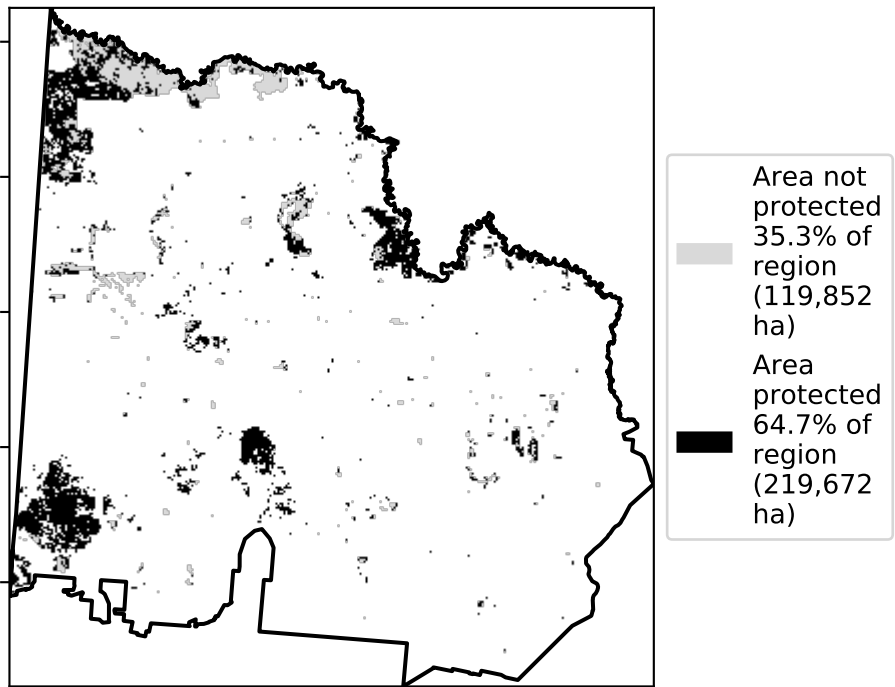 Area not
protected
35.3% of
region
(119,852
ha)
Area
protected
64.7% of
region
(219,672
ha)